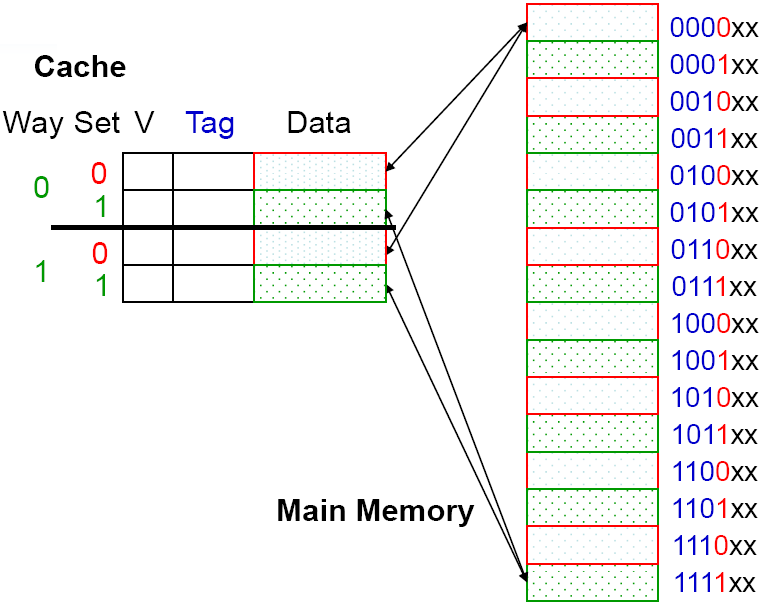 Cache
Way Set V Tag Data
0
0
1
1
0
1
Main Memory
0000xx
0001xx
0010xx
0011xx
0100xx
0101xx
0110xx
0111xx
1000xx
1001xx
1010xx
1011xx
1100xx
1101xx
1110xx
1111xx